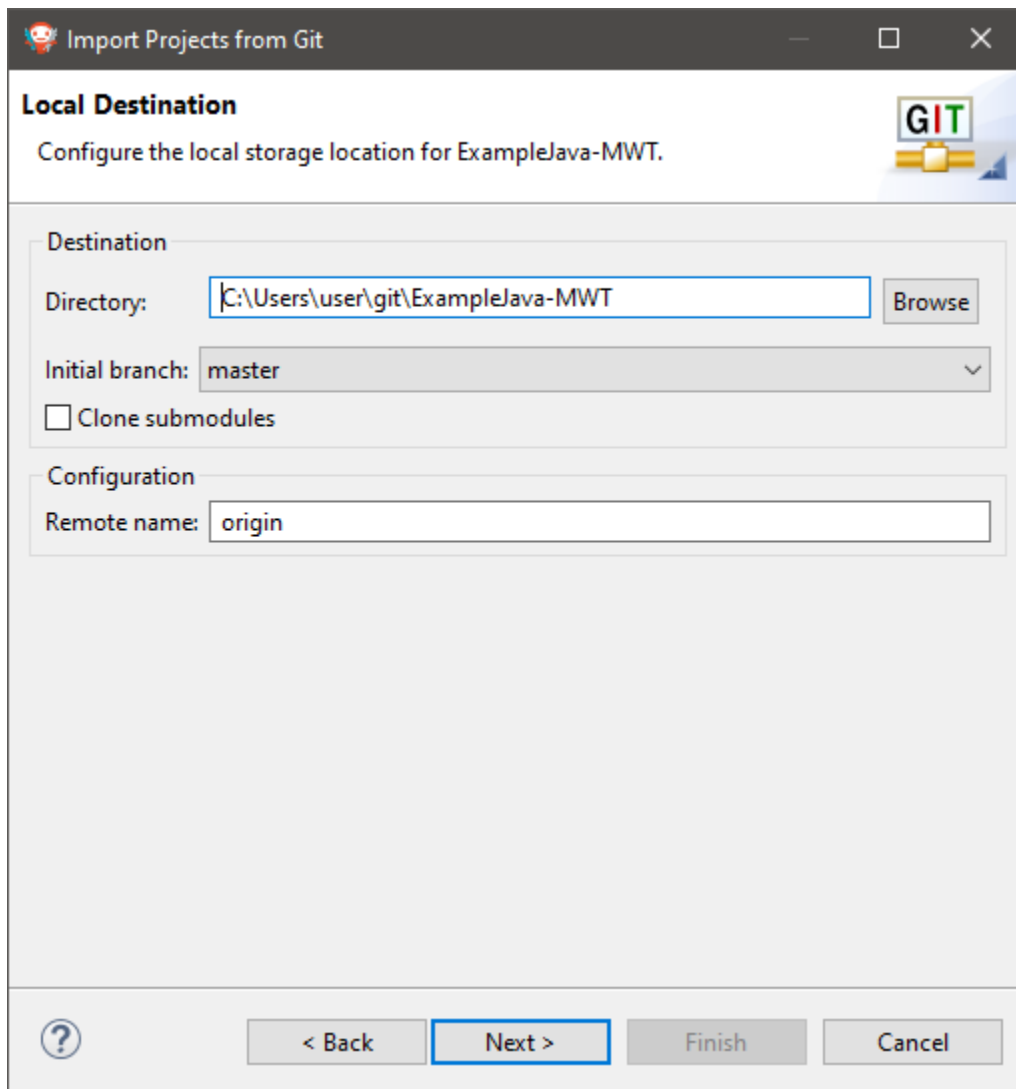 Import Projects from Git
Local Destination
Configure the local storage location for ExampleJava-MWT.
GIT
Destination
Directory: C:\Users\user\git\ExampleJava-MWT Browse
Initial branch: master
Clone submodules
Configuration
Remote name: origin
? < Back Next > Finish Cancel